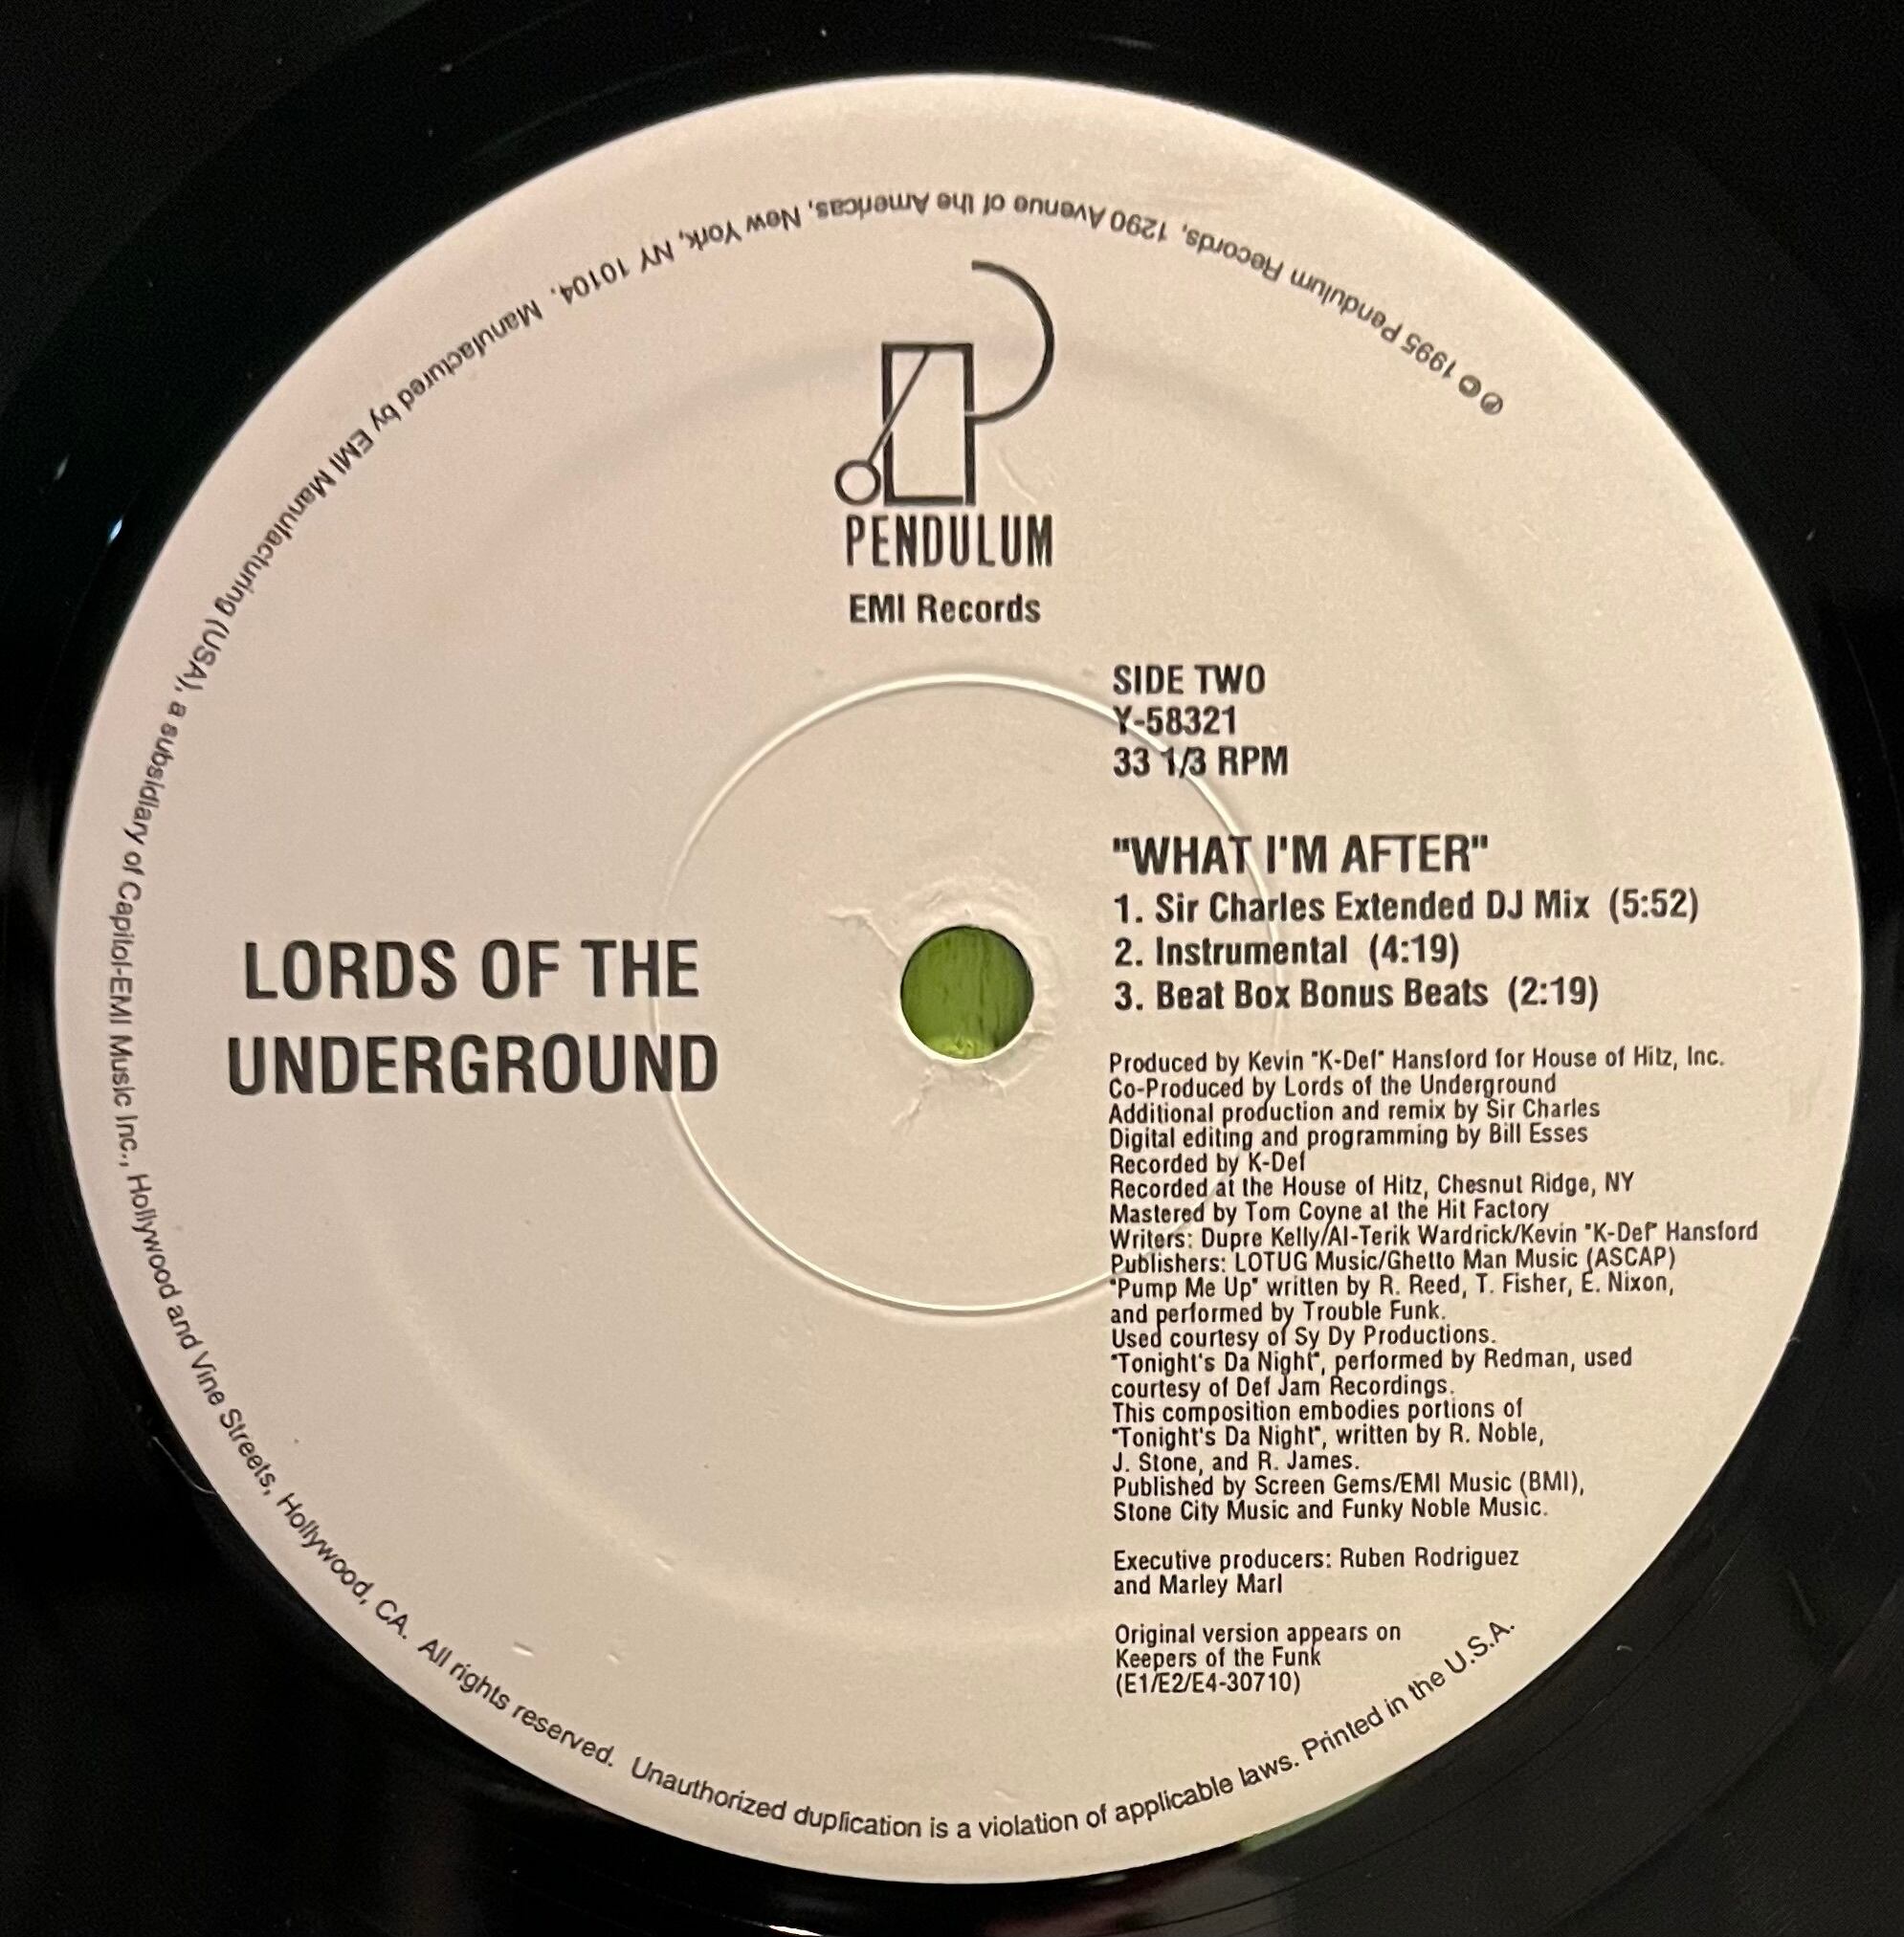 PENDULUM
EMI Records
SIDE TWO
Y-58321
33 1/3 RPM
LORDS OF THE
UNDERGROUND
"WHAT I'M AFTER"
1. Sir Charles Extended DJ Mix (5:52)
2. Instrumental (4:19)
3. Beat Box Bonus Beats (2:19)
Produced by Kevin "K-Def" Hansford for House of Hitz, Inc.
Co-Produced by Lords of the Underground
Additional production and remix by Sir Charles
Digital editing and programming by Bill Esses
Recorded by K-Def
Recorded at the House of Hitz, Chesnut Ridge, NY
Mastered by Tom Coyne at the Hit Factory
Writers: Dupre Kelly/Al-Terik Wardrick/Kevin "K-Def" Hansford
Publishers: LOTUG Music/Ghetto Man Music (ASCAP)
"Pump Me Up" written by R. Reed, T. Fisher, E. Nixon,
and performed by Trouble Funk.
Used courtesy of Sy Dy Productions.
"Tonight's Da Night", performed by Redman, used
courtesy of Def Jam Recordings.
This composition embodies portions of
"Tonight's Da Night", written by R. Noble,
J. Stone, and R. James.
Published by Screen Gems/EMI Music (BMI),
Stone City Music and Funky Noble Music.
Executive producers: Ruben Rodriguez
and Marley Marl
Original version appears on
Keepers of the Funk
(E1/E2/E4-30710)
℗© 1995 Pendulum Records, 1290 Avenue of the Americas, New York, NY 10104. Manufactured by EMI Manufacturing (USA), a subsidiary of Capitol-EMI Music Inc., Hollywood and Vine Streets, Hollywood, CA. All rights reserved. Unauthorized duplication is a violation of applicable laws. Printed in the U.S.A.